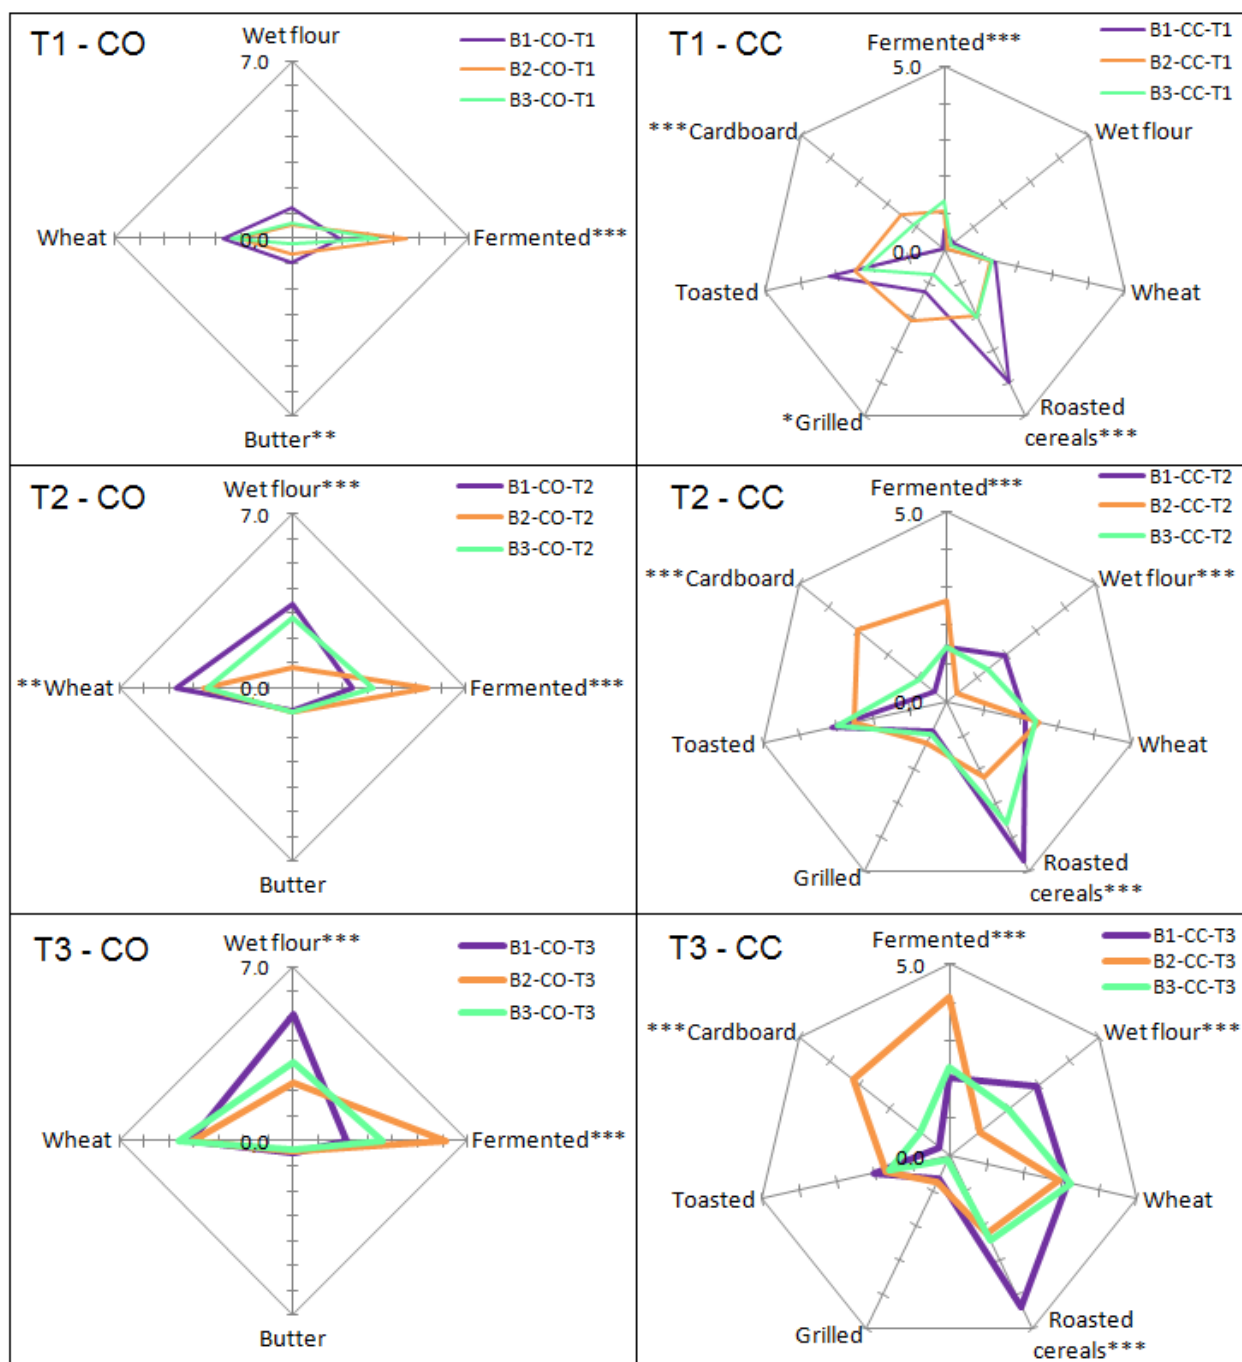 T1 - CO
Wet flour
7.0
B1-CO-T1
B2-CO-T1
B3-CO-T1
Wheat
0.0
Fermented***
Butter**
T1 - CC
Fermented***
5.0
B1-CC-T1
B2-CC-T1
B3-CC-T1
***Cardboard
Wet flour
0.0
Toasted
Wheat
*Grilled
Roasted
cereals***
T2 - CO
Wet flour***
7.0
B1-CO-T2
B2-CO-T2
B3-CO-T2
**Wheat
0.0
Fermented***
Butter
T2 - CC
Fermented***
5.0
B1-CC-T2
B2-CC-T2
B3-CC-T2
***Cardboard
Wet flour***
0.0
Toasted
Wheat
Grilled
Roasted
cereals***
T3 - CO
Wet flour***
7.0
B1-CO-T3
B2-CO-T3
B3-CO-T3
Wheat
0.0
Fermented***
Butter
T3 - CC
Fermented***
5.0
B1-CC-T3
B2-CC-T3
B3-CC-T3
***Cardboard
Wet flour***
0.0
Toasted
Wheat
Grilled
Roasted
cereals***